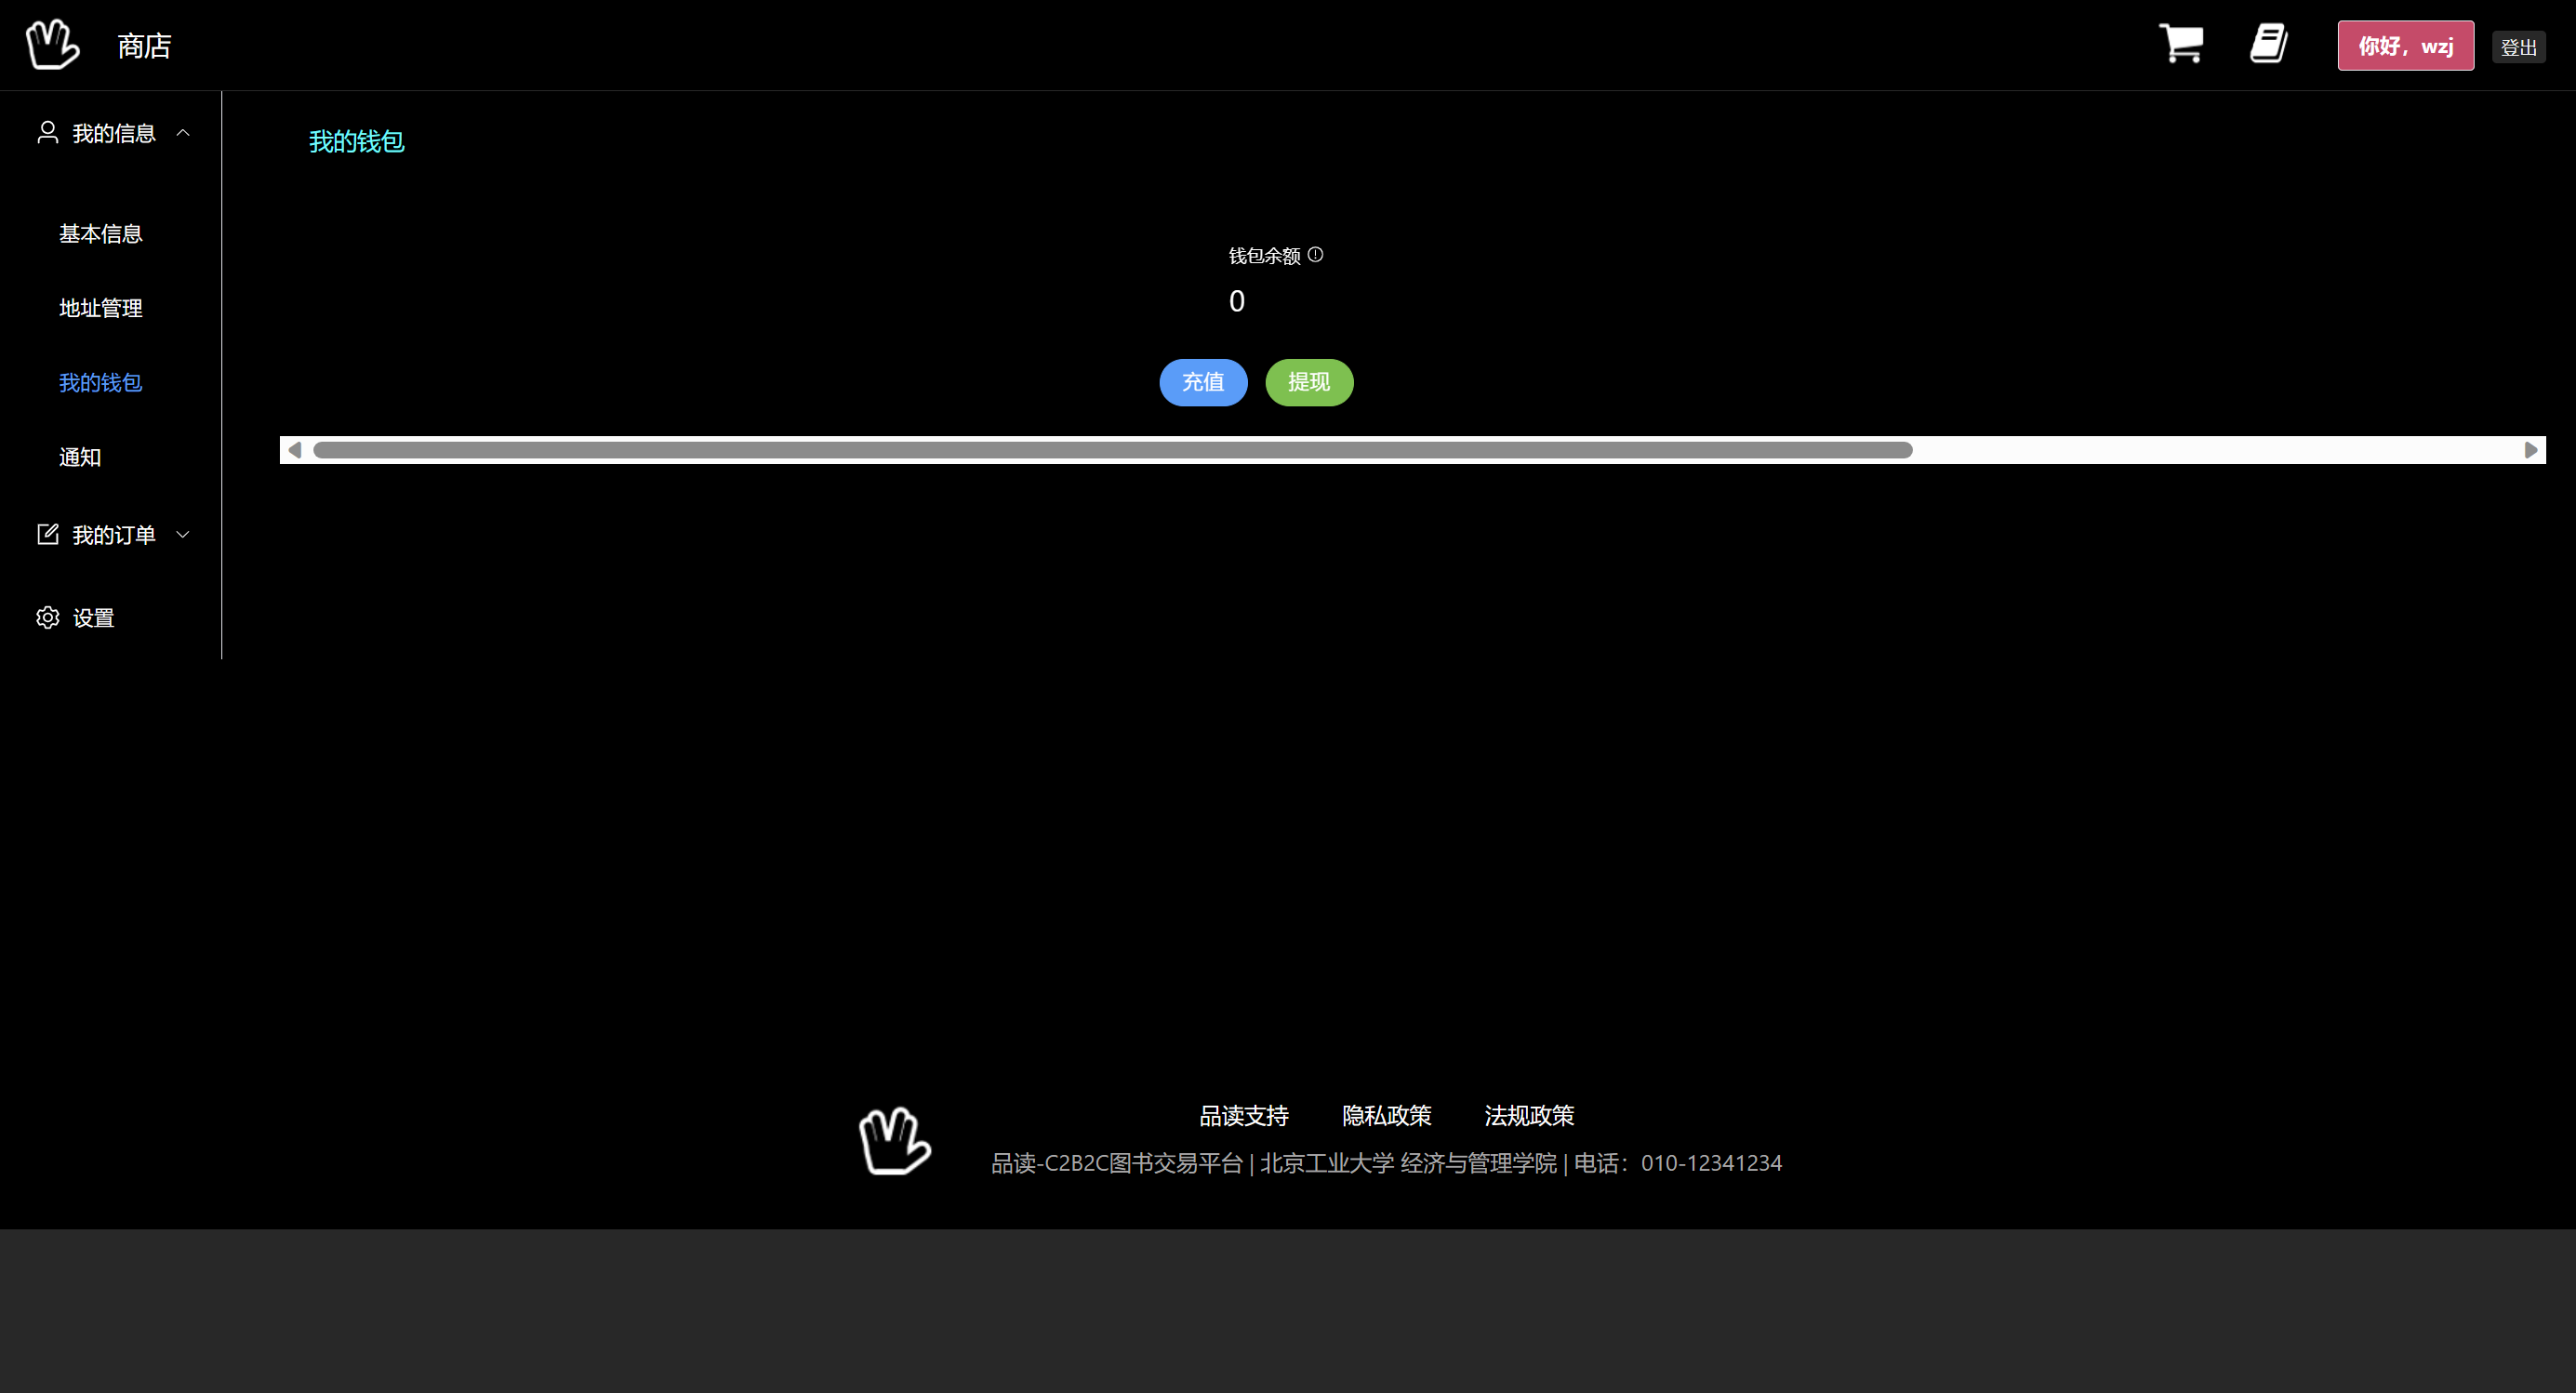 商店
你好，wzj
登出
我的信息
基本信息
地址管理
我的钱包
通知
我的订单
设置
我的钱包
钱包余额
0
充值
提现
品读支持 隐私政策 法规政策
品读-C2B2C图书交易平台 | 北京工业大学 经济与管理学院 | 电话：010-12341234